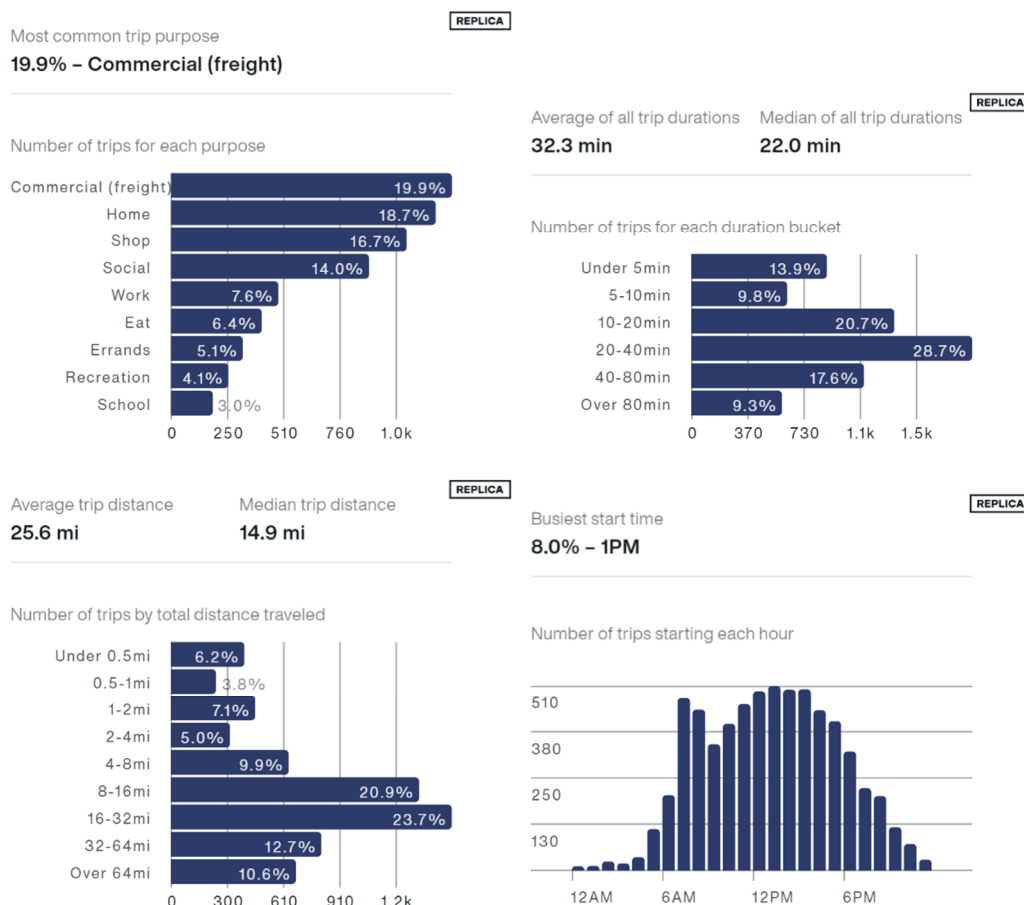 REPLICA
Most common trip purpose
19.9% – Commercial (freight)
Number of trips for each purpose
Commercial (freight) 19.9%
Home 18.7%
Shop 16.7%
Social 14.0%
Work 7.6%
Eat 6.4%
Errands 5.1%
Recreation 4.1%
School 3.0%
0 250 510 760 1.0k
REPLICA
Average of all trip durations Median of all trip durations
32.3 min 22.0 min
Number of trips for each duration bucket
Under 5min 13.9%
5-10min 9.8%
10-20min 20.7%
20-40min 28.7%
40-80min 17.6%
Over 80min 9.3%
0 370 730 1.1k 1.5k
REPLICA
Average trip distance Median trip distance
25.6 mi 14.9 mi
Number of trips by total distance traveled
Under 0.5mi 6.2%
0.5-1mi 3.8%
1-2mi 7.1%
2-4mi 5.0%
4-8mi 9.9%
8-16mi 20.9%
16-32mi 23.7%
32-64mi 12.7%
Over 64mi 10.6%
0 300 610 910 1.2k
REPLICA
Busiest start time
8.0% – 1PM
Number of trips starting each hour
510
380
250
130
12AM 6AM 12PM 6PM